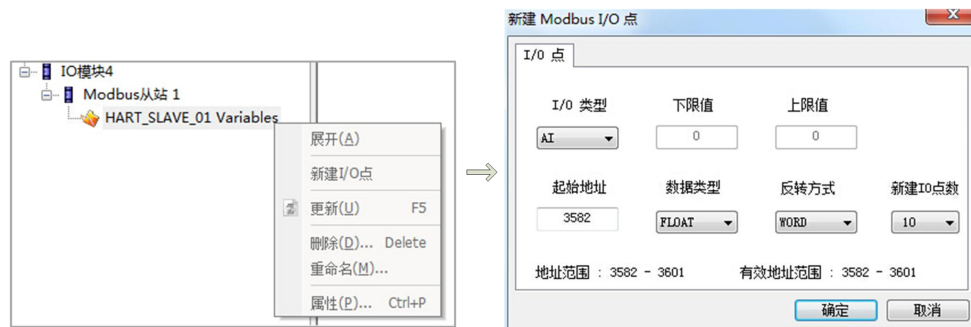 IO模块4
Modbus从站 1
HART_SLAVE_01 Variables
展开(A)
新建I/O点
更新(U) F5
删除(D)... Delete
重命名(M)...
属性(P)... Ctrl+P
新建 Modbus I/O 点
I/O 点
I/O 类型 下限值 上限值
AI 0 0
起始地址 数据类型 反转方式 新建IO点数
3582 FLOAT WORD 10
地址范围 : 3582 - 3601 有效地址范围 : 3582 - 3601
确定 取消